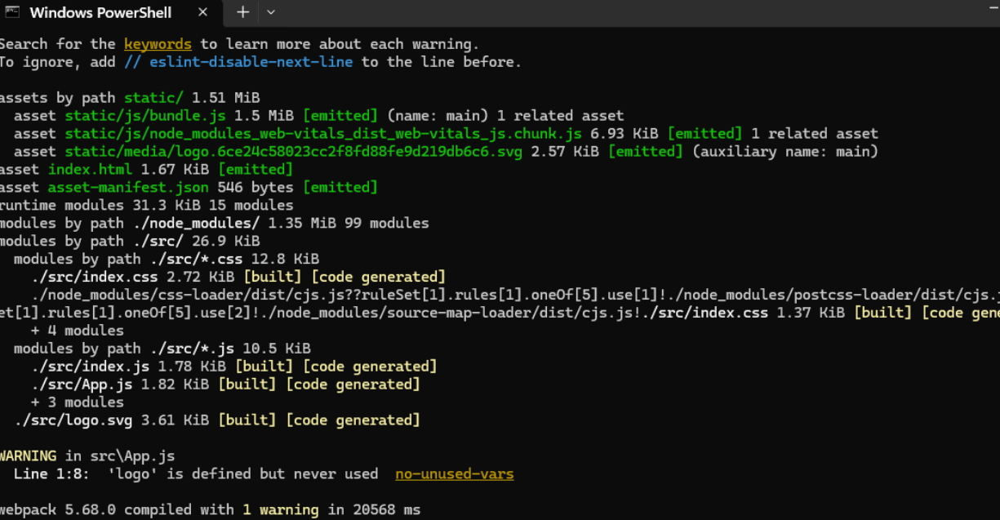 Windows PowerShell
Search for the keywords to learn more about each warning.
To ignore, add // eslint-disable-next-line to the line before.
assets by path static/ 1.51 MiB
asset static/js/bundle.js 1.5 MiB [emitted] (name: main) 1 related asset
asset static/js/node_modules_web-vitals_dist_web-vitals_js.chunk.js 6.93 KiB [emitted] 1 related asset
asset static/media/logo.6ce24c58023cc2f8fd88fe9d219db6c6.svg 2.57 KiB [emitted] (auxiliary name: main)
asset index.html 1.67 KiB [emitted]
asset asset-manifest.json 546 bytes [emitted]
runtime modules 31.3 KiB 15 modules
modules by path ./node_modules/ 1.35 MiB 99 modules
modules by path ./src/ 26.9 KiB
modules by path ./src/*.css 12.8 KiB
./src/index.css 2.72 KiB [built] [code generated]
./node_modules/css-loader/dist/cjs.js??ruleSet[1].rules[1].oneOf[5].use[1]!./node_modules/postcss-loader/dist/cjs.j
et[1].rules[1].oneOf[5].use[2]!./node_modules/source-map-loader/dist/cjs.js!./src/index.css 1.37 KiB [built] [code gene
+ 4 modules
modules by path ./src/*.js 10.5 KiB
./src/index.js 1.78 KiB [built] [code generated]
./src/App.js 1.82 KiB [built] [code generated]
+ 3 modules
./src/logo.svg 3.61 KiB [built] [code generated]
WARNING in src\App.js
Line 1:8: 'logo' is defined but never used no-unused-vars
webpack 5.68.0 compiled with 1 warning in 20568 ms